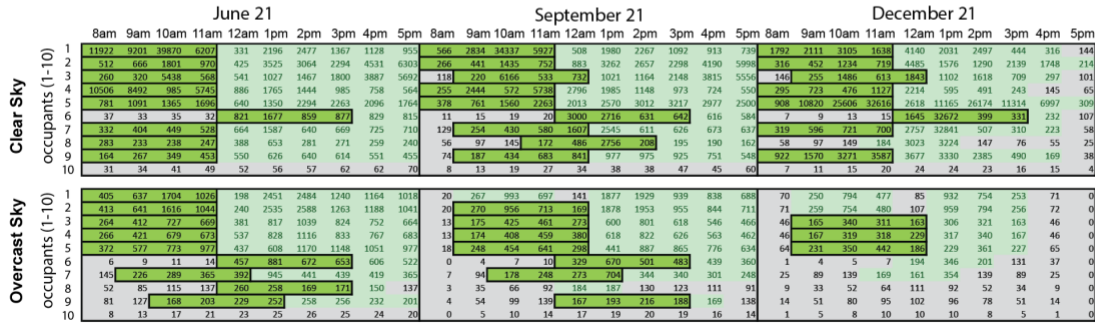 June 21 September 21 December 21
8am 9am 10am 11am 12am 1pm 2pm 3pm 4pm 5pm 8am 9am 10am 11am 12am 1pm 2pm 3pm 4pm 5pm 8am 9am 10am 11am 12am 1pm 2pm 3pm 4pm 5pm
Clear Sky
occupants (1-10)
1 11922 9201 39870 6207 331 2196 2477 1367 1128 955 566 2834 34337 5927 508 1980 2267 1092 913 739 1792 2111 3105 1638 4140 2031 2497 444 316 144
2 512 666 1801 970 425 3525 3064 2294 4531 6303 266 441 1435 752 883 3262 2657 2298 4190 5998 316 452 1234 719 4485 1576 1290 2139 1748 214
3 260 320 5438 568 541 1027 1467 1800 3887 5692 118 220 6166 533 732 1021 1164 2148 3815 5556 146 255 1486 613 1843 1102 1618 709 297 101
4 10506 8492 985 5745 886 1765 1444 985 758 564 255 2444 572 5738 2796 1985 1148 973 724 550 295 723 476 1127 2214 595 491 243 145 65
5 781 1091 1365 1696 640 1350 2294 2263 2096 1764 378 761 1560 2263 2013 2570 3012 3217 2977 2500 908 10820 25606 32616 2618 11165 26174 11314 6997 309
6 37 33 35 32 821 1677 859 877 829 815 11 15 19 20 3000 2716 631 642 616 584 7 9 13 15 1645 32672 399 331 232 107
7 332 404 449 528 664 1587 640 669 725 710 129 254 430 580 1607 2545 611 626 673 637 319 596 721 700 2757 32841 507 310 223 58
8 283 233 238 247 388 653 281 271 259 240 56 97 145 172 486 2756 208 195 190 162 58 97 149 184 3023 3224 147 76 55 25
9 164 267 349 453 550 626 640 614 551 455 74 187 434 683 841 977 975 925 751 548 922 1570 3271 3587 3677 3330 2385 490 169 38
10 31 34 41 49 52 56 57 62 62 70 8 13 19 27 34 38 38 47 45 60 7 11 15 20 24 24 23 16 15 4
Overcast Sky
occupants (1-10)
1 405 637 1704 1026 198 2451 2484 1240 1164 1018 20 267 993 697 141 1877 1929 939 838 688 70 250 794 477 85 932 754 253 71 0
2 413 641 1616 1044 240 2535 2588 1263 1188 1041 20 270 956 713 169 1878 1953 955 844 711 71 259 754 480 107 959 794 256 72 0
3 264 412 727 669 381 817 1039 824 752 664 13 175 425 461 273 600 801 618 546 466 46 165 340 311 163 306 321 163 46 0
4 266 421 679 673 537 828 1116 833 767 683 13 174 408 459 380 618 822 626 563 462 46 167 319 318 229 317 340 167 46 0
5 372 577 773 977 437 608 1170 1148 1051 977 18 248 454 641 298 441 887 865 776 634 64 231 350 442 186 229 361 227 65 0
6 6 9 11 14 457 881 672 653 606 522 0 4 7 10 329 670 501 483 439 360 1 4 5 7 194 346 201 131 37 0
7 145 226 289 365 392 945 441 439 419 365 7 94 178 248 273 704 344 340 301 248 25 89 139 169 161 354 139 89 25 0
8 52 85 115 137 260 258 169 171 150 137 3 35 66 92 184 187 130 123 111 91 9 33 52 64 111 92 52 34 9 0
9 81 127 168 203 229 252 258 256 232 201 4 54 99 139 167 193 216 188 169 138 14 51 80 95 102 96 78 51 14 0
10 8 13 17 21 23 25 26 25 24 20 0 5 10 14 17 20 19 19 16 14 1 5 8 10 10 10 8 5 1 0